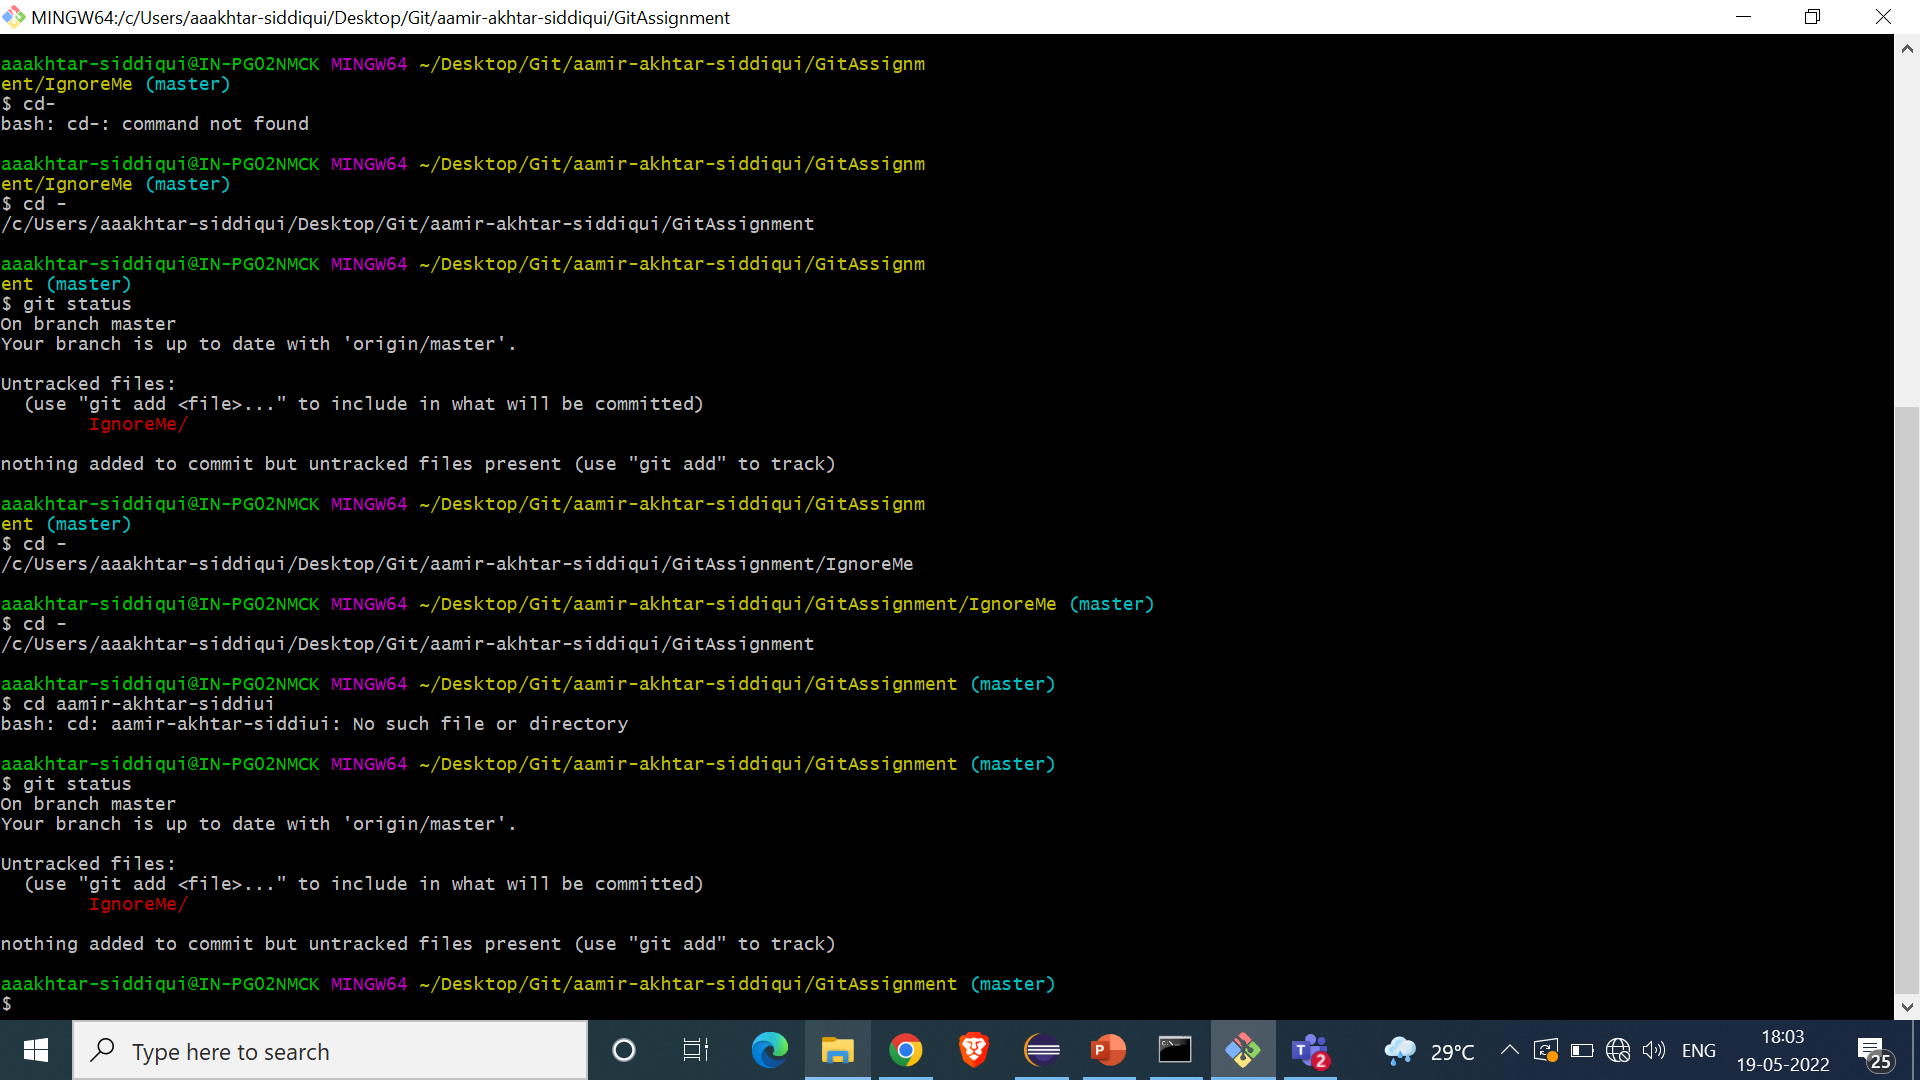 MINGW64:/c/Users/aaakhtar-siddiqui/Desktop/Git/aamir-akhtar-siddiqui/GitAssignment
aaakhtar-siddiqui@IN-PG02NMCK MINGW64 ~/Desktop/Git/aamir-akhtar-siddiqui/GitAssignm
ent/IgnoreMe (master)
$ cd-
bash: cd-: command not found
aaakhtar-siddiqui@IN-PG02NMCK MINGW64 ~/Desktop/Git/aamir-akhtar-siddiqui/GitAssignm
ent/IgnoreMe (master)
$ cd -
/c/Users/aaakhtar-siddiqui/Desktop/Git/aamir-akhtar-siddiqui/GitAssignment
aaakhtar-siddiqui@IN-PG02NMCK MINGW64 ~/Desktop/Git/aamir-akhtar-siddiqui/GitAssignm
ent (master)
$ git status
On branch master
Your branch is up to date with 'origin/master'.
Untracked files:
  (use "git add <file>..." to include in what will be committed)
        IgnoreMe/
nothing added to commit but untracked files present (use "git add" to track)
aaakhtar-siddiqui@IN-PG02NMCK MINGW64 ~/Desktop/Git/aamir-akhtar-siddiqui/GitAssignm
ent (master)
$ cd -
/c/Users/aaakhtar-siddiqui/Desktop/Git/aamir-akhtar-siddiqui/GitAssignment/IgnoreMe
aaakhtar-siddiqui@IN-PG02NMCK MINGW64 ~/Desktop/Git/aamir-akhtar-siddiqui/GitAssignment/IgnoreMe (master)
$ cd -
/c/Users/aaakhtar-siddiqui/Desktop/Git/aamir-akhtar-siddiqui/GitAssignment
aaakhtar-siddiqui@IN-PG02NMCK MINGW64 ~/Desktop/Git/aamir-akhtar-siddiqui/GitAssignment (master)
$ cd aamir-akhtar-siddiui
bash: cd: aamir-akhtar-siddiui: No such file or directory
aaakhtar-siddiqui@IN-PG02NMCK MINGW64 ~/Desktop/Git/aamir-akhtar-siddiqui/GitAssignment (master)
$ git status
On branch master
Your branch is up to date with 'origin/master'.
Untracked files:
  (use "git add <file>..." to include in what will be committed)
        IgnoreMe/
nothing added to commit but untracked files present (use "git add" to track)
aaakhtar-siddiqui@IN-PG02NMCK MINGW64 ~/Desktop/Git/aamir-akhtar-siddiqui/GitAssignment (master)
$
Type here to search
P
C:\
T
2
29°C
ENG
18:03
19-05-2022
25